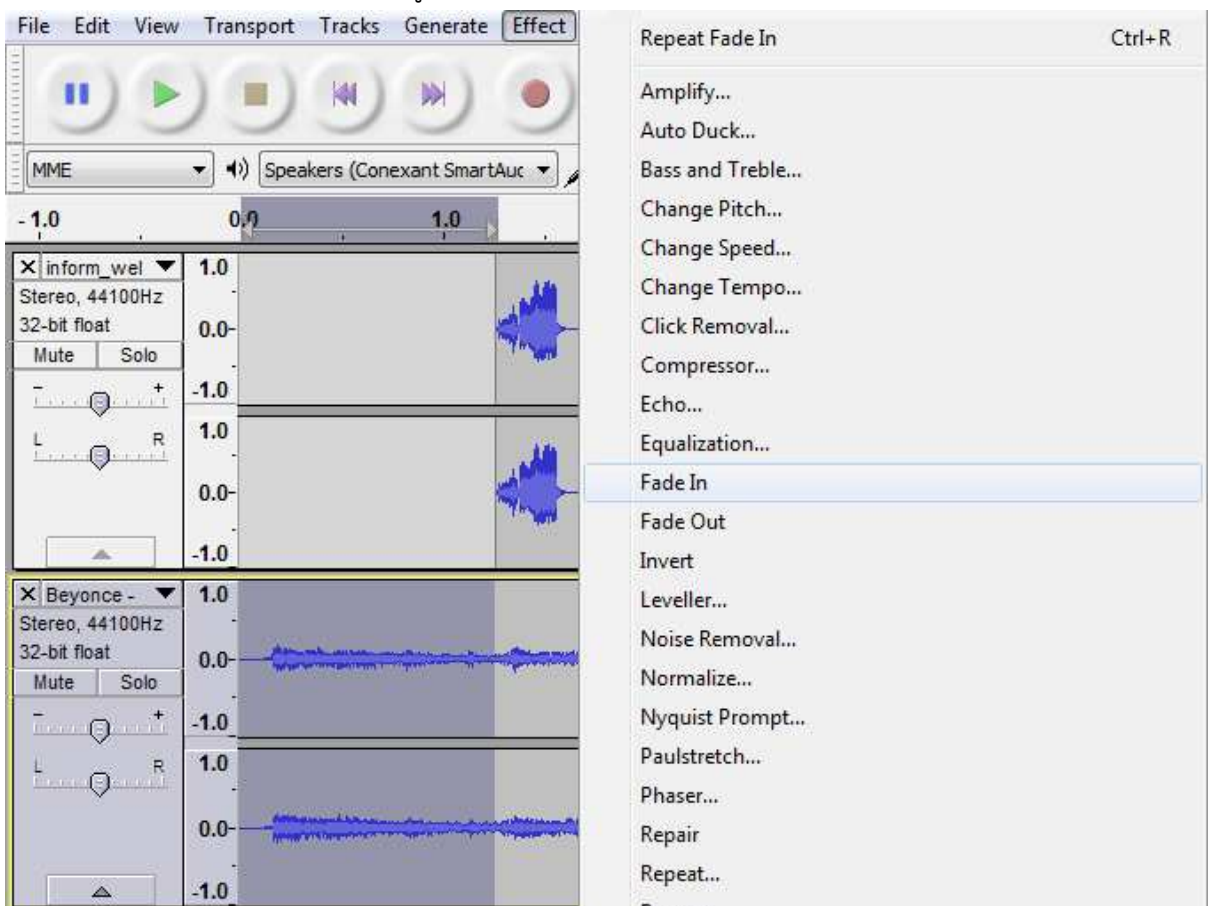 File Edit View Transport Tracks Generate Effect
MME Speakers (Conexant SmartAuc
- 1.0 0.0 1.0
X inform_wel 1.0
Stereo, 44100Hz
32-bit float 0.0-
Mute Solo
- + -1.0
L R 1.0
0.0-
-1.0
X Beyonce - 1.0
Stereo, 44100Hz
32-bit float 0.0-
Mute Solo
- + -1.0
L R 1.0
0.0-
-1.0
Repeat Fade In Ctrl+R
Amplify...
Auto Duck...
Bass and Treble...
Change Pitch...
Change Speed...
Change Tempo...
Click Removal...
Compressor...
Echo...
Equalization...
Fade In
Fade Out
Invert
Leveller...
Noise Removal...
Normalize...
Nyquist Prompt...
Paulstretch...
Phaser...
Repair
Repeat...